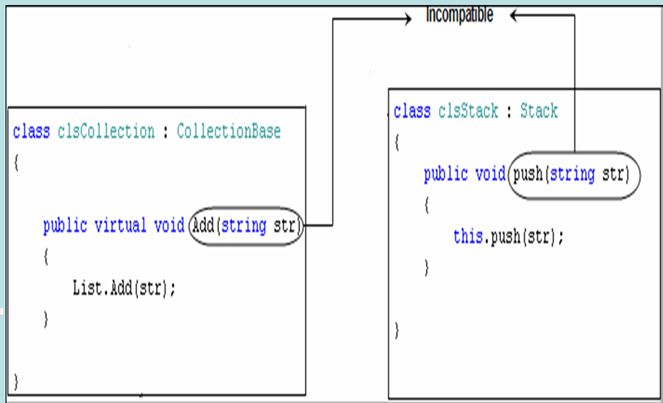 Incompatible
class clsCollection : CollectionBase
{
public virtual void Add(string str)
{
List.Add(str);
}
}
class clsStack : Stack
{
public void push(string str)
{
this.push(str);
}
}